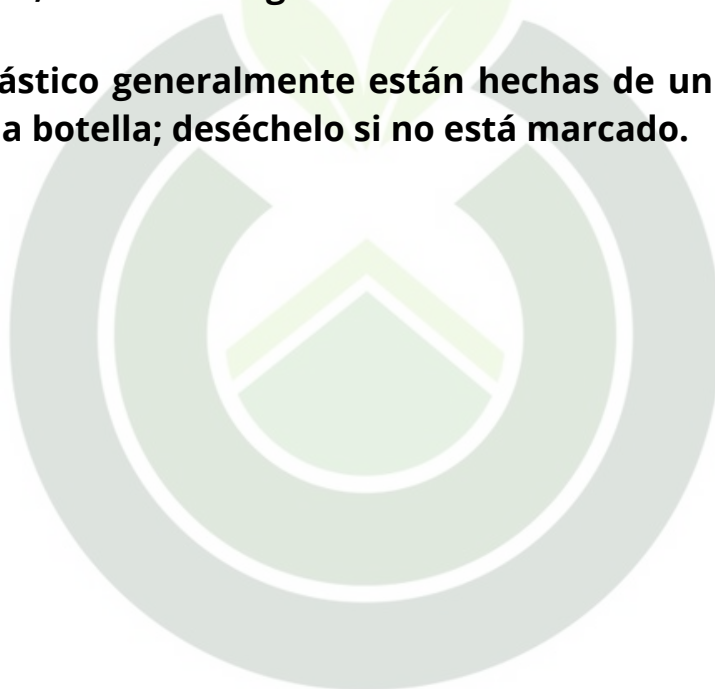 ástico generalmente están hechas de un
a botella; deséchelo si no está marcado.